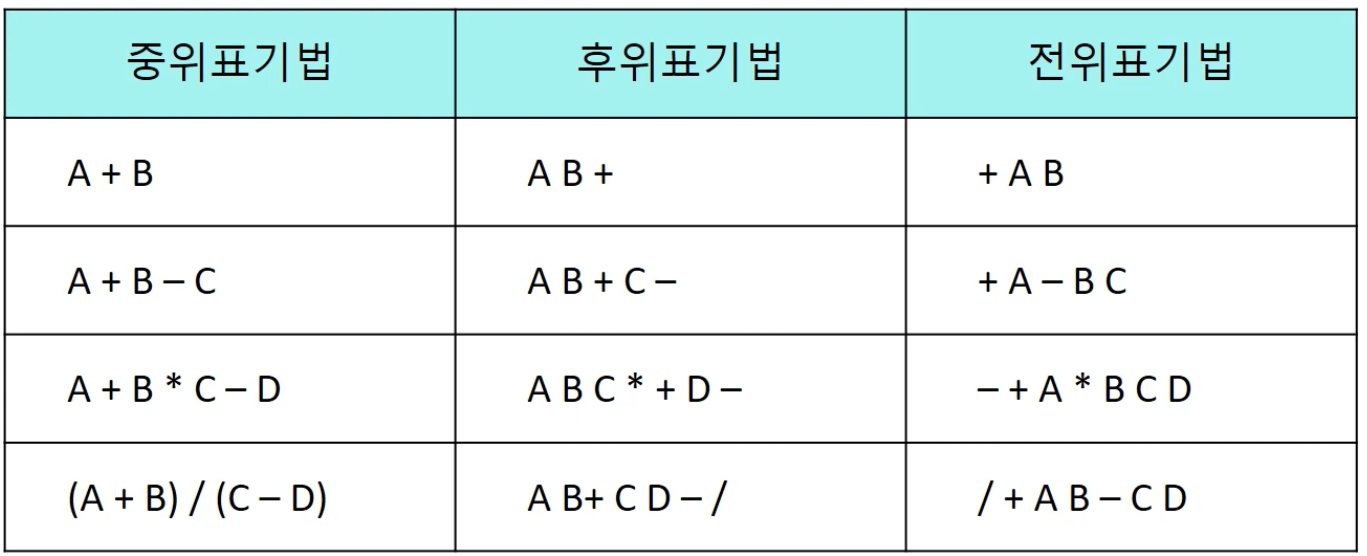 중위표기법 후위표기법 전위표기법
A + B A B + + A B
A + B – C A B + C – + A – B C
A + B * C – D A B C * + D – – + A * B C D
(A + B) / (C – D) A B+ C D – / / + A B – C D